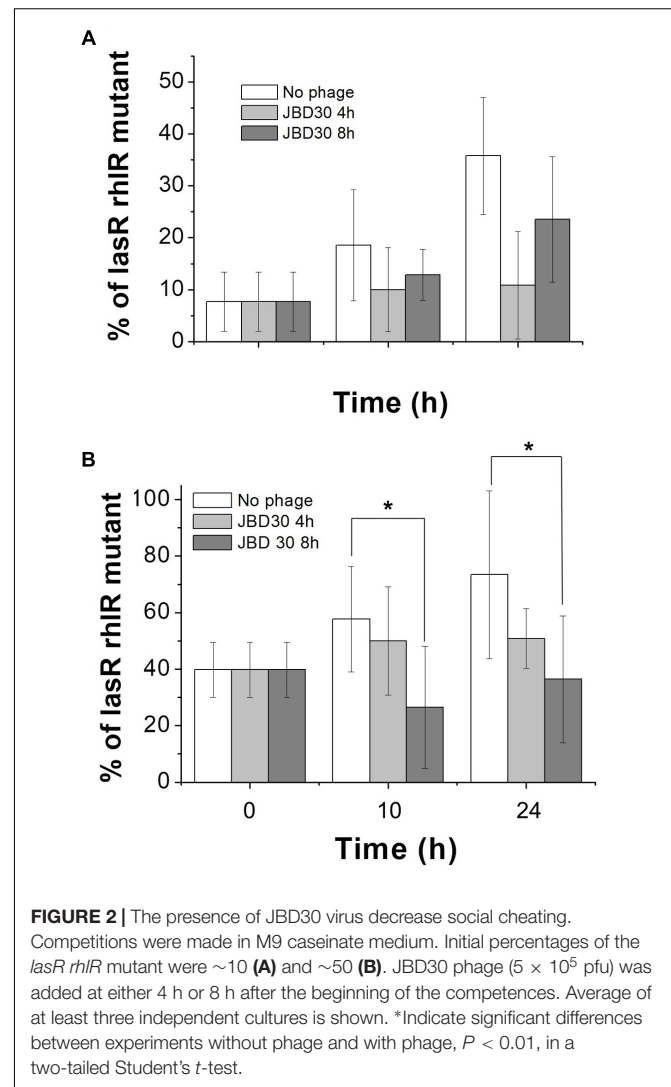 A
% of lasR rhlR mutant
50
40
30
20
10
0
No phage
JBD30 4h
JBD30 8h
Time (h)
B
% of lasR rhlR mutant
100
80
60
40
20
0
No phage
JBD30 4h
JBD 30 8h
*
*
0 10 24
Time (h)
FIGURE 2 | The presence of JBD30 virus decrease social cheating.
Competitions were made in M9 caseinate medium. Initial percentages of the
lasR rhlR mutant were ~10 (A) and ~50 (B). JBD30 phage (5 × 10⁵ pfu) was
added at either 4 h or 8 h after the beginning of the competences. Average of
at least three independent cultures is shown. *Indicate significant differences
between experiments without phage and with phage, P < 0.01, in a
two-tailed Student's t-test.